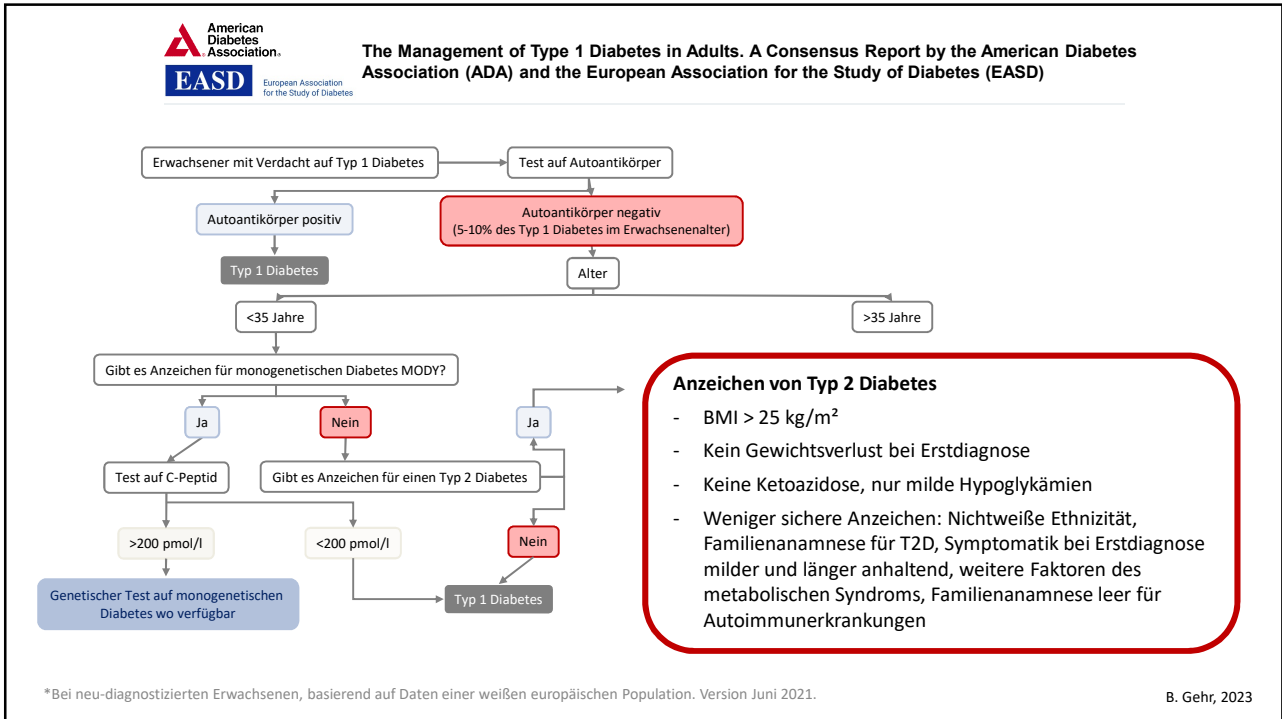 American
Diabetes
Association®
EASD
European Association
for the Study of Diabetes
The Management of Type 1 Diabetes in Adults. A Consensus Report by the American Diabetes
Association (ADA) and the European Association for the Study of Diabetes (EASD)
Erwachsener mit Verdacht auf Typ 1 Diabetes
Test auf Autoantikörper
Autoantikörper positiv
Autoantikörper negativ
(5-10% des Typ 1 Diabetes im Erwachsenenalter)
Typ 1 Diabetes
Alter
<35 Jahre
>35 Jahre
Gibt es Anzeichen für monogenetischen Diabetes MODY?
Ja
Nein
Ja
Test auf C-Peptid
Gibt es Anzeichen für einen Typ 2 Diabetes
>200 pmol/l
<200 pmol/l
Nein
Genetischer Test auf monogenetischen
Diabetes wo verfügbar
Typ 1 Diabetes
Anzeichen von Typ 2 Diabetes
- BMI > 25 kg/m²
- Kein Gewichtsverlust bei Erstdiagnose
- Keine Ketoazidose, nur milde Hypoglykämien
- Weniger sichere Anzeichen: Nichtweiße Ethnizität,
Familienanamnese für T2D, Symptomatik bei Erstdiagnose
milder und länger anhaltend, weitere Faktoren des
metabolischen Syndroms, Familienanamnese leer für
Autoimmunerkrankungen
*Bei neu-diagnostizierten Erwachsenen, basierend auf Daten einer weißen europäischen Population. Version Juni 2021.
B. Gehr, 2023